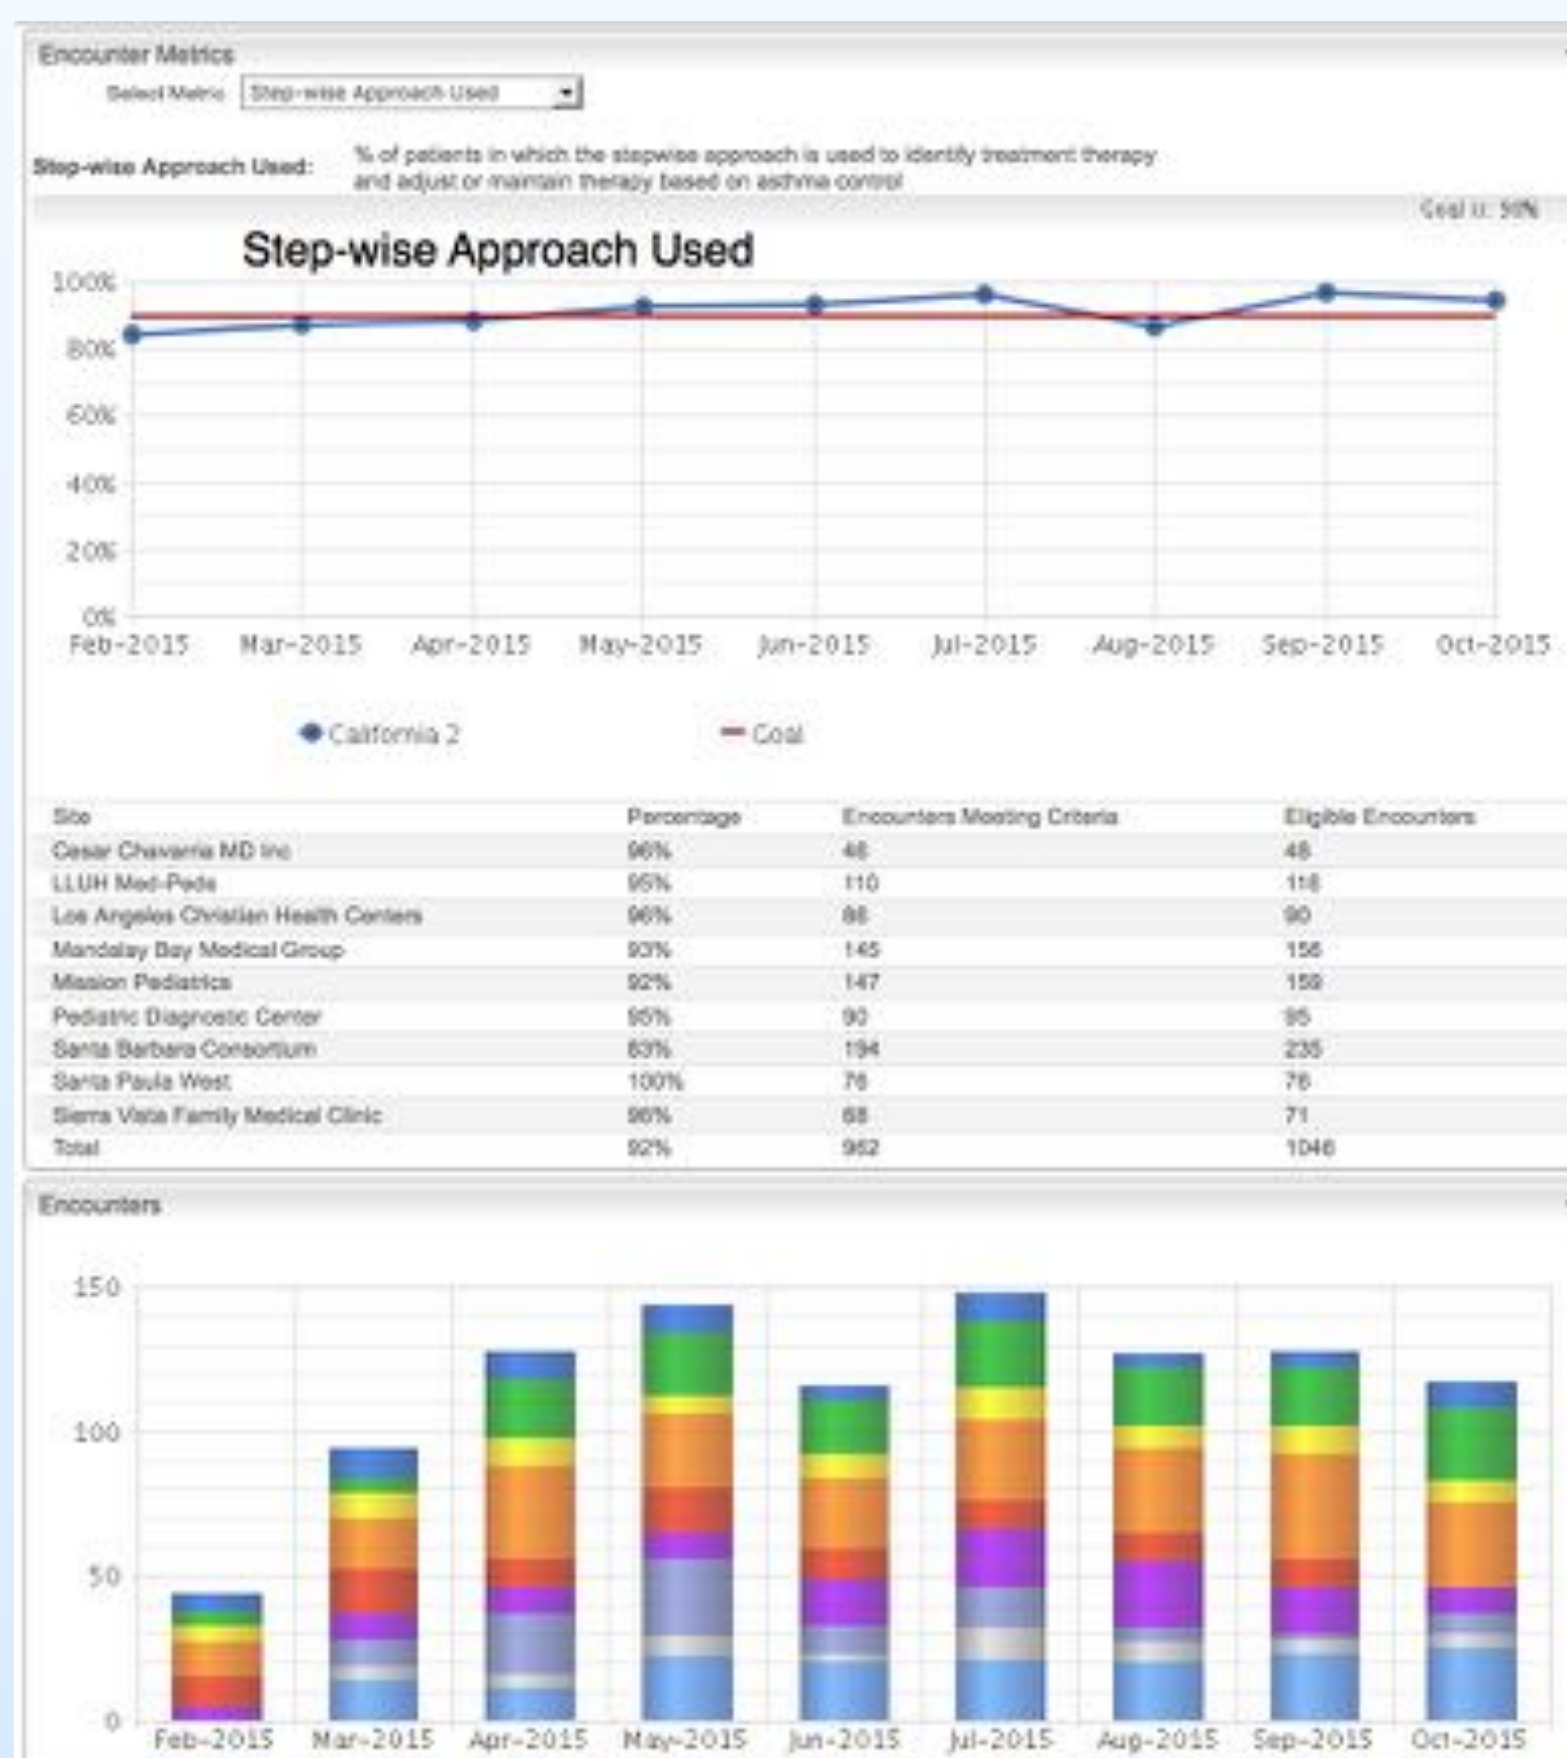 Encounter Metrics
Select Metric Step-wise Approach Used
Step-wise Approach Used: % of patients in which the stepwise approach is used to identify treatment therapy
and adjust or maintain therapy based on asthma control
90%
Step-wise Approach Used
100%
80%
60%
40%
20%
0%
Feb-2015 Mar-2015 Apr-2015 May-2015 Jun-2015 Jul-2015 Aug-2015 Sep-2015 Oct-2015
California 2 Goal
Site Percentage Encounters Meeting Criteria Eligible Encounters
Cesar Chavarria MD Inc 96% 46 48
LLUH Med-Peds 95% 110
Los Angeles Christian Health Centers 96% 90
Mandalay Bay Medical Group 93% 145 156
Mission Pediatrics 92% 147 159
Pediatric Diagnostic Center 95% 90 95
Santa Barbara Consortium 83% 194 235
Santa Paula West 100% 76 76
Sierra Vista Family Medical Clinic 96% 68 71
Total 92% 962 1046
Encounters
150
100
50
0
Feb-2015 Mar-2015 Apr-2015 May-2015 Jun-2015 Jul-2015 Aug-2015 Sep-2015 Oct-2015